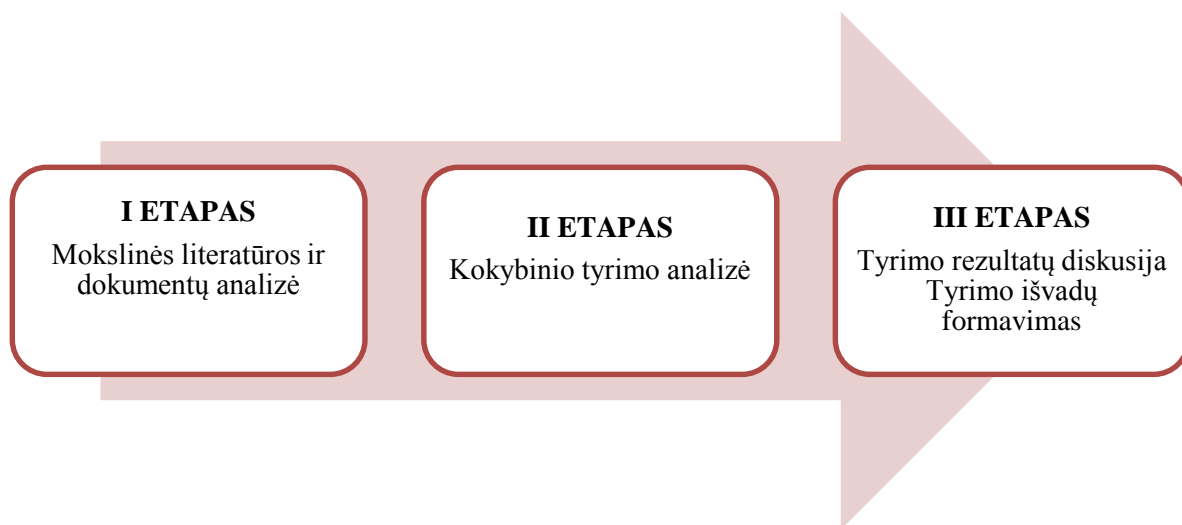 I ETAPAS
Mokslinės literatūros ir
dokumentų analizė
II ETAPAS
Kokybinio tyrimo analizė
III ETAPAS
Tyrimo rezultatų diskusija
Tyrimo išvadų
formavimas